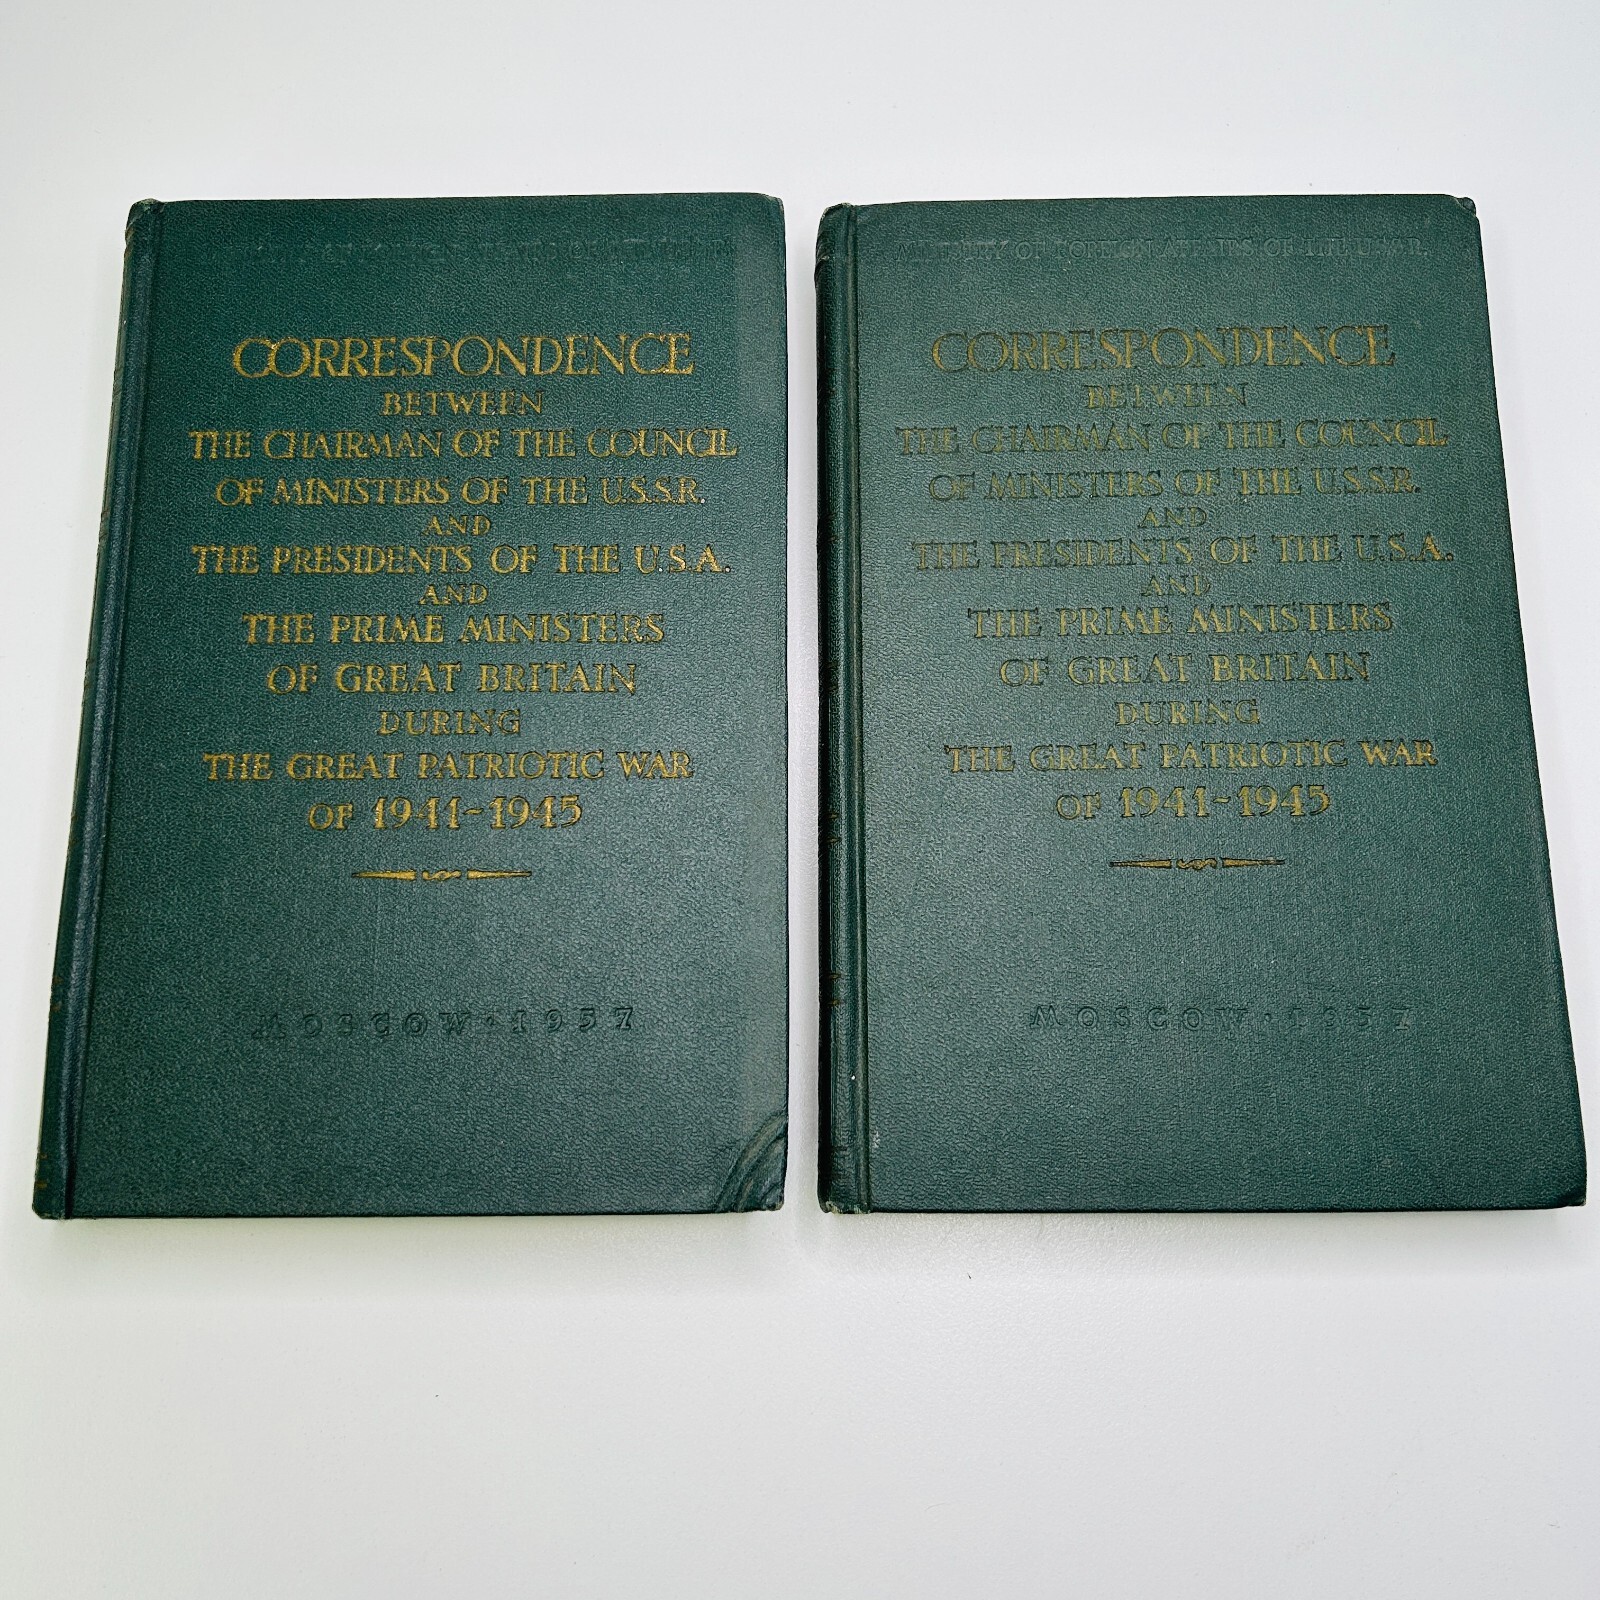 CORRESPONDENCE
BETWEEN
THE CHAIRMAN OF THE COUNCIL
OF MINISTERS OF THE U.S.S.R.
AND
THE PRESIDENTS OF THE U.S.A.
AND
THE PRIME MINISTERS
OF GREAT BRITAIN
DURING
THE GREAT PATRIOTIC WAR
OF 1941-1945
MOSCOW · 1957
MINISTRY OF FOREIGN AFFAIRS OF THE U.S.S.R.
CORRESPONDENCE
BETWEEN
THE CHAIRMAN OF THE COUNCIL
OF MINISTERS OF THE U.S.S.R.
AND
THE PRESIDENTS OF THE U.S.A.
AND
THE PRIME MINISTERS
OF GREAT BRITAIN
DURING
THE GREAT PATRIOTIC WAR
OF 1941-1945
MOSCOW · 1957